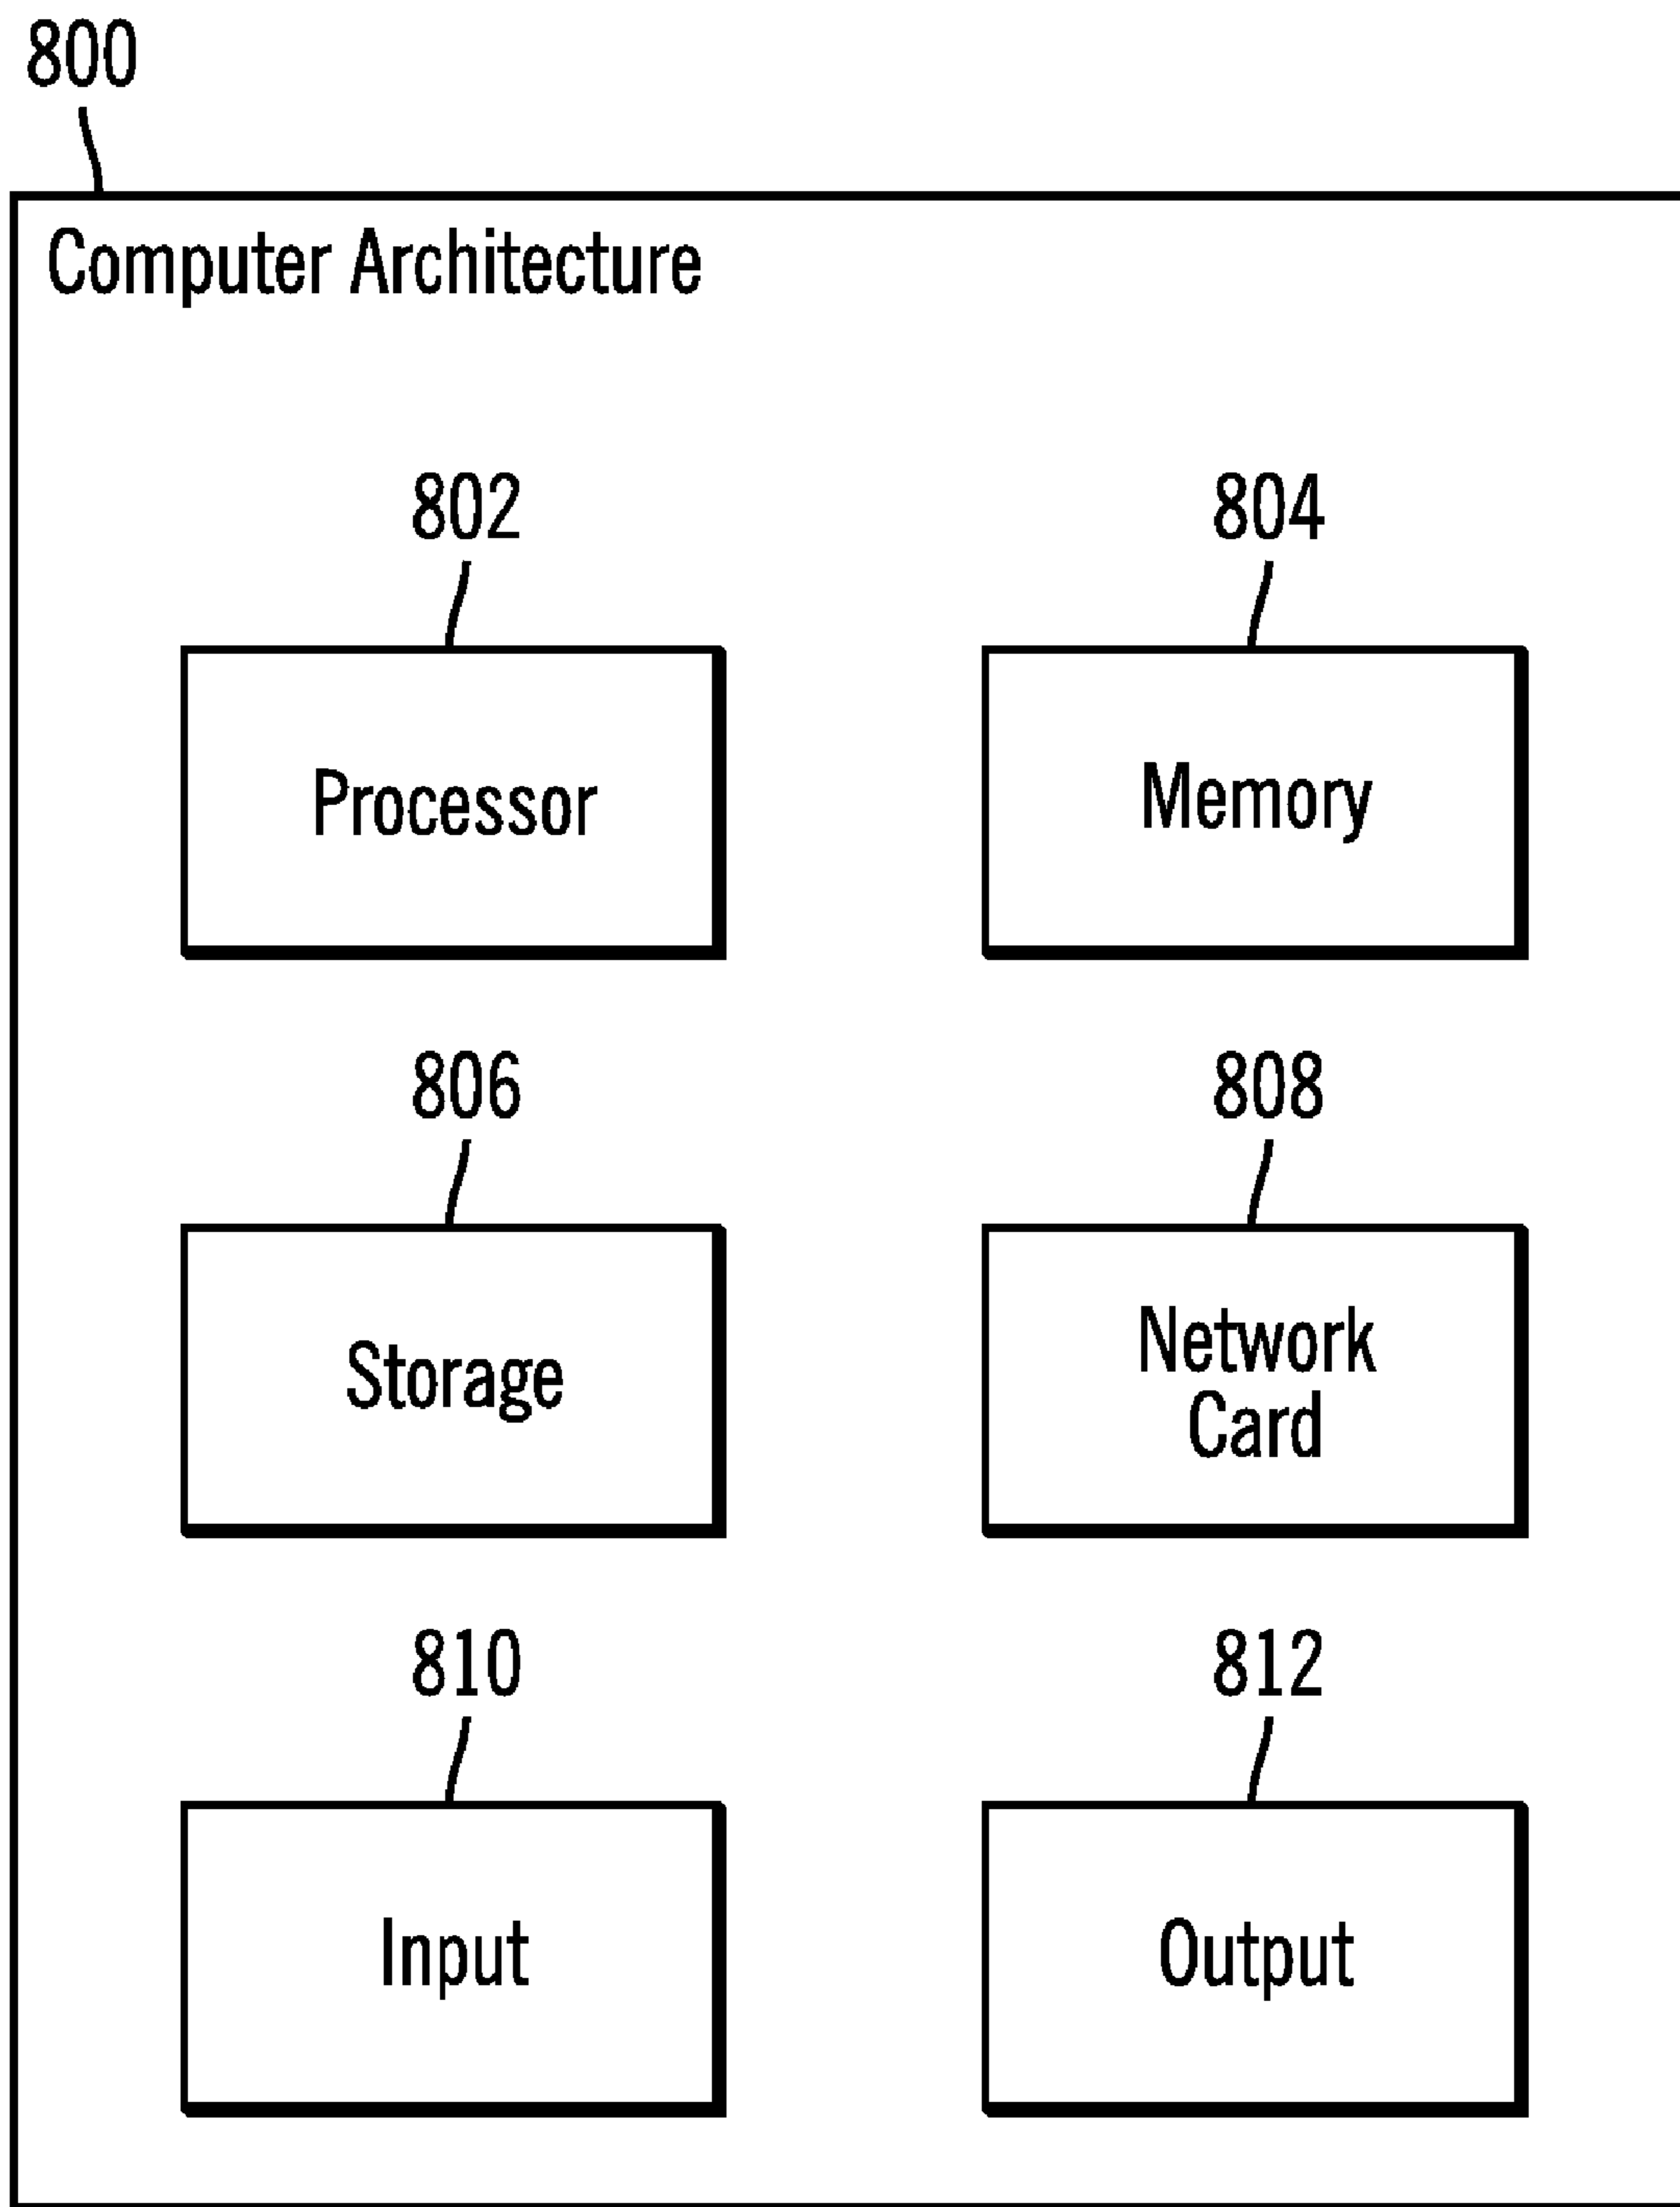 800
Computer Architecture
802
804
Processor
Memory
806
808
Storage
Network
Card
810
812
Input
Output